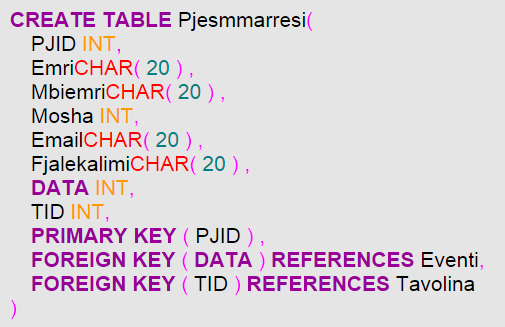 CREATE TABLE Pjesmmarresi(
PJID INT,
EmriCHAR( 20 ) ,
MbiemriCHAR( 20 ) ,
Mosha INT,
EmailCHAR( 20 ) ,
FjalekalimiCHAR( 20 ) ,
DATA INT,
TID INT,
PRIMARY KEY ( PJID ) ,
FOREIGN KEY ( DATA ) REFERENCES Eventi,
FOREIGN KEY ( TID ) REFERENCES Tavolina
)